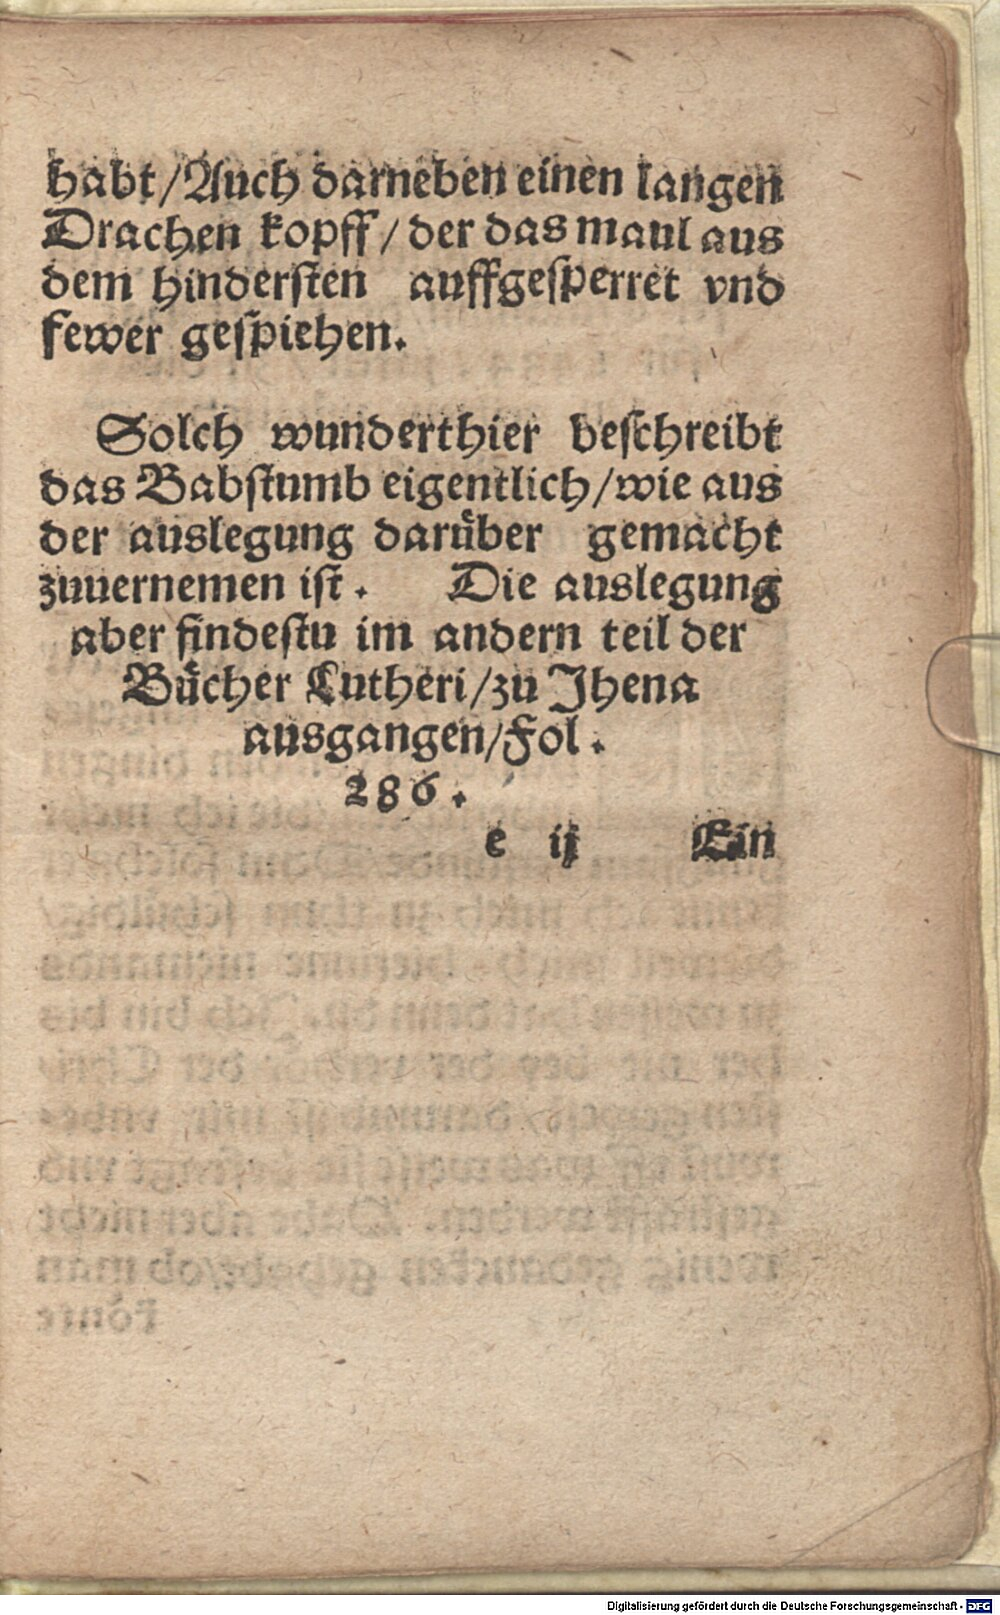 habt/Auch darneben einen langen
Drachen kopff/der das maul aus
dem hindersten auffgesperret vnd
fewer gespiehen.
Solch wunderthier beschreibt
das Babstumb eigentlich/wie aus
der auslegung darüber gemacht
zuuernemen ist. Die auslegung
aber findestu im andern teil der
Bücher Lutheri/zu Jhena
ausgangen/Fol.
286.
e ij Ein
Digitalisierung gefördert durch die Deutsche Forschungsgemeinschaft - DFG